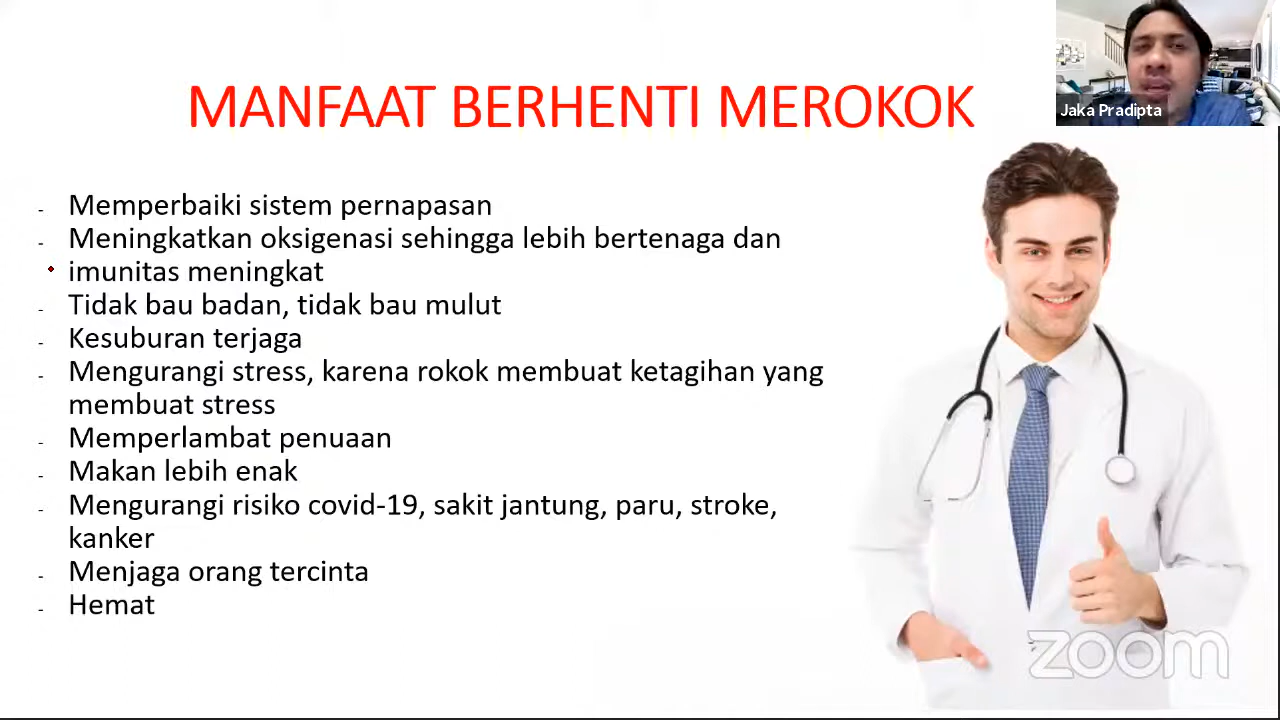 MANFAAT BERHENTI MEROKOK
Jaka Pradipta
- Memperbaiki sistem pernapasan
- Meningkatkan oksigenasi sehingga lebih bertenaga dan
imunitas meningkat
- Tidak bau badan, tidak bau mulut
- Kesuburan terjaga
- Mengurangi stress, karena rokok membuat ketagihan yang
membuat stress
- Memperlambat penuaan
- Makan lebih enak
- Mengurangi risiko covid-19, sakit jantung, paru, stroke,
kanker
- Menjaga orang tercinta
- Hemat
zoom